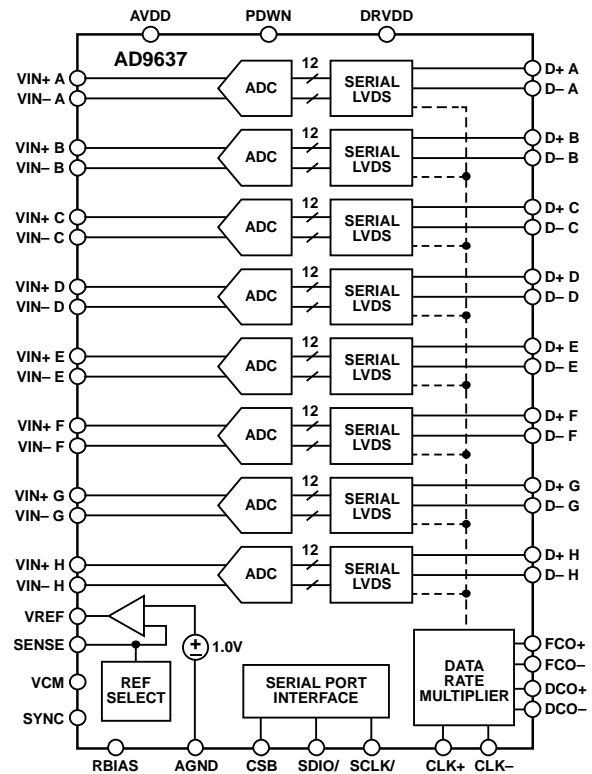 AVDD PDWN DRVDD
AD9637
VIN+ A
VIN– A
ADC
12
SERIAL
LVDS
D+ A
D– A
VIN+ B
VIN– B
ADC
12
SERIAL
LVDS
D+ B
D– B
VIN+ C
VIN– C
ADC
12
SERIAL
LVDS
D+ C
D– C
VIN+ D
VIN– D
ADC
12
SERIAL
LVDS
D+ D
D– D
VIN+ E
VIN– E
ADC
12
SERIAL
LVDS
D+ E
D– E
VIN+ F
VIN– F
ADC
12
SERIAL
LVDS
D+ F
D– F
VIN+ G
VIN– G
ADC
12
SERIAL
LVDS
D+ G
D– G
VIN+ H
VIN– H
ADC
12
SERIAL
LVDS
D+ H
D– H
VREF
SENSE
VCM
SYNC
1.0V
REF
SELECT
SERIAL PORT
INTERFACE
DATA
RATE
MULTIPLIER
FCO+
FCO–
DCO+
DCO–
RBIAS AGND CSB SDIO/ SCLK/ CLK+ CLK–